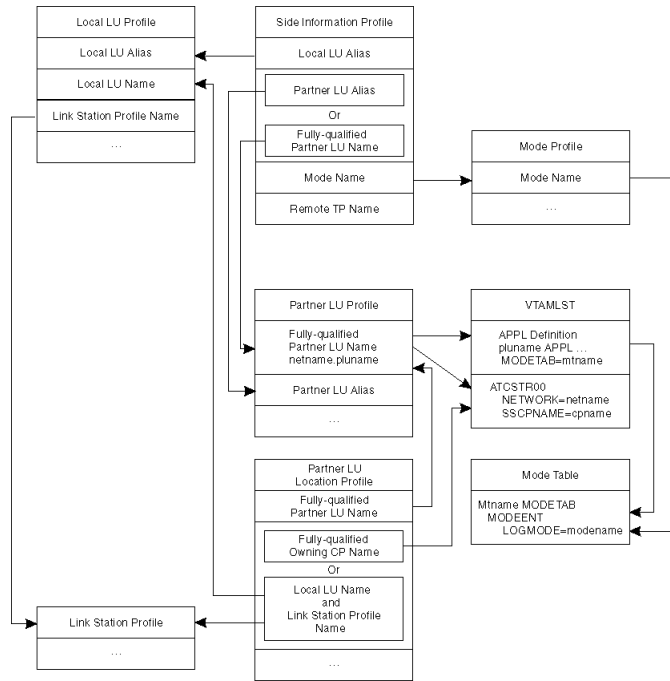 Local LU Profile
Local LU Alias
Local LU Name
Link Station Profile Name
...
Side Information Profile
Local LU Alias
Partner LU Alias
Or
Fully-qualified
Partner LU Name
Mode Name
Remote TP Name
Mode Profile
Mode Name
...
Partner LU Profile
Fully-qualified
Partner LU Name
netname.pluname
Partner LU Alias
...
VTAMLST
APPL Definition
pluname APPL ...
MODETAB=mtname
ATCSTR00
NETWORK=netname
SSCPNAME=cpname
Partner LU
Location Profile
Fully-qualified
Partner LU Name
Fully-qualified
Owning CP Name
Or
Local LU Name
and
Link Station Profile
Name
...
Mode Table
Mtname MODETAB
MODEENT
LOGMODE=modename
Link Station Profile
...